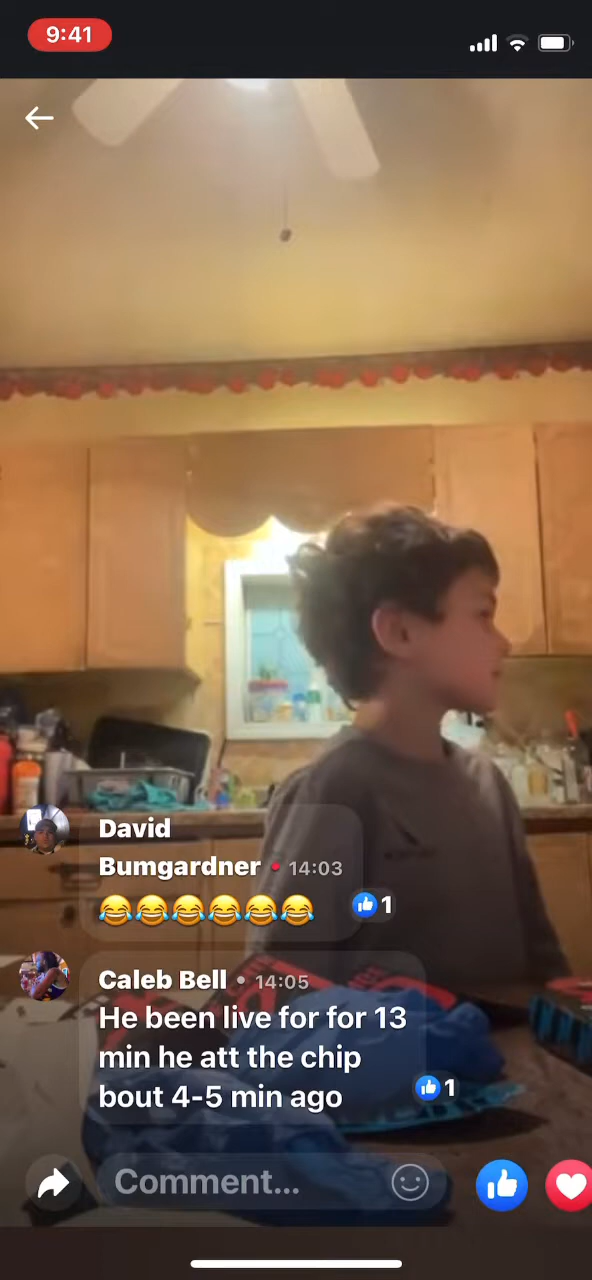 9:41
David
Bumgardner • 14:03
😂😂😂😂😂😂
1
Caleb Bell • 14:05
He been live for for 13
min he att the chip
bout 4-5 min ago
1
Comment...